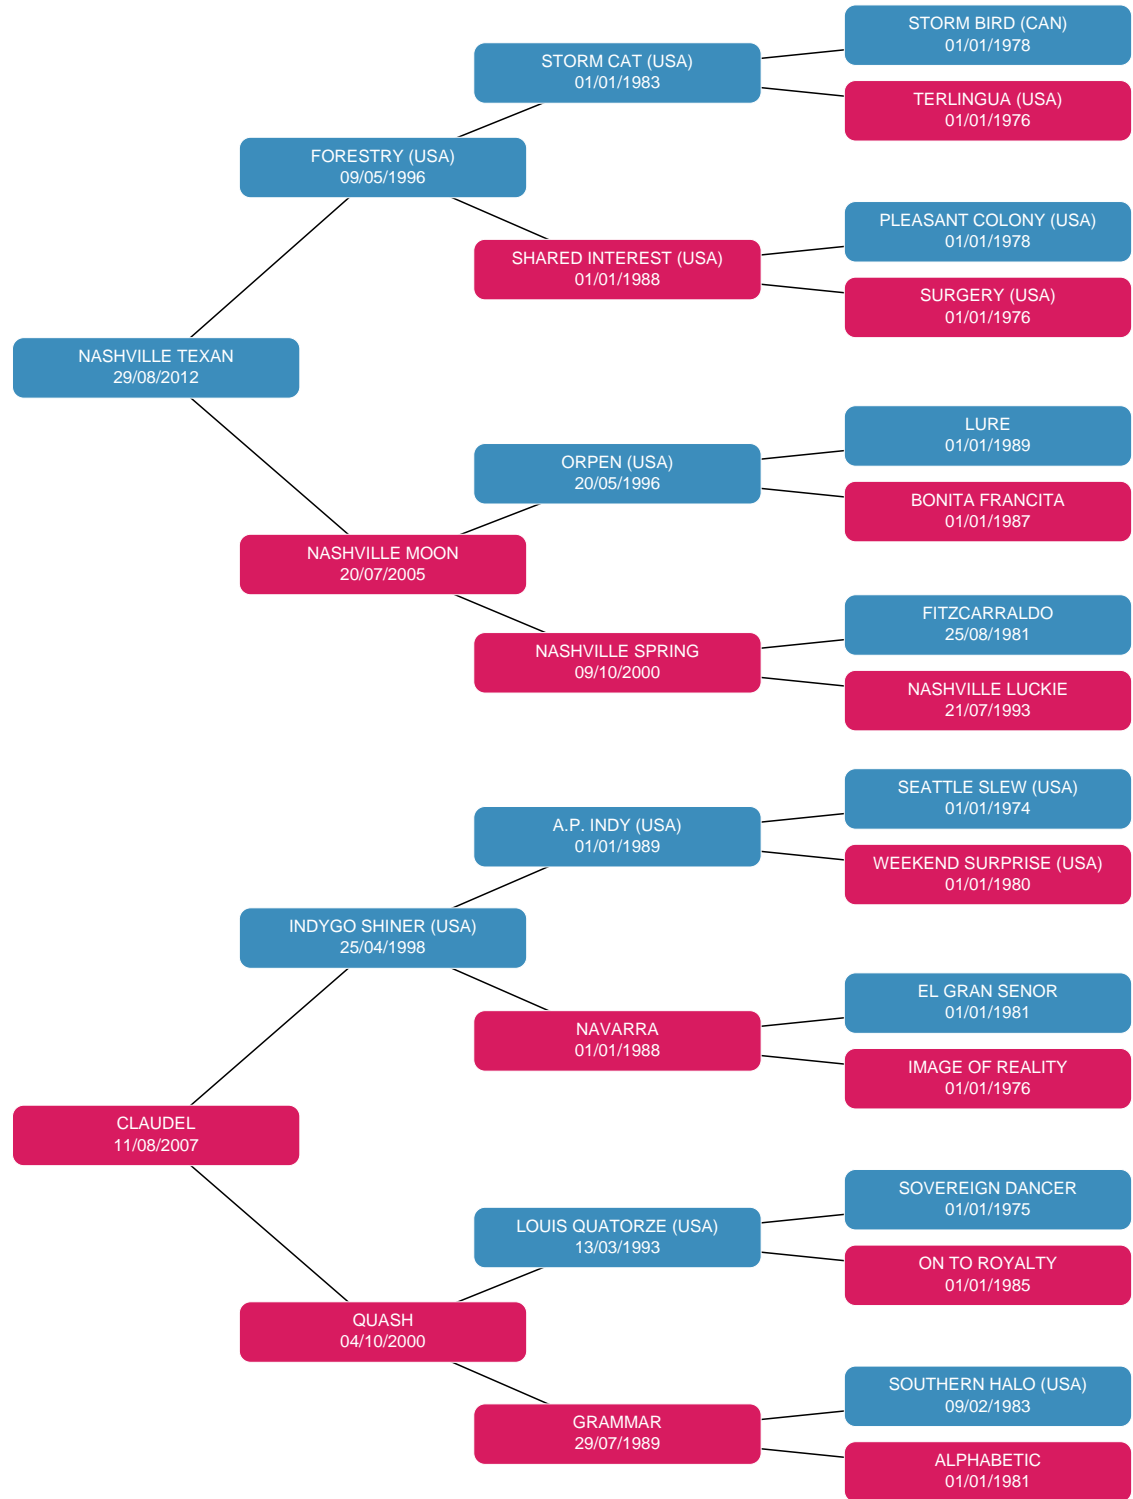 STORM BIRD (CAN)
01/01/1978
STORM CAT (USA)
01/01/1983
TERLINGUA (USA)
01/01/1976
FORESTRY (USA)
09/05/1996
PLEASANT COLONY (USA)
01/01/1978
SHARED INTEREST (USA)
01/01/1988
SURGERY (USA)
01/01/1976
NASHVILLE TEXAN
29/08/2012
LURE
01/01/1989
ORPEN (USA)
20/05/1996
BONITA FRANCITA
01/01/1987
NASHVILLE MOON
20/07/2005
FITZCARRALDO
25/08/1981
NASHVILLE SPRING
09/10/2000
NASHVILLE LUCKIE
21/07/1993
SEATTLE SLEW (USA)
01/01/1974
A.P. INDY (USA)
01/01/1989
WEEKEND SURPRISE (USA)
01/01/1980
INDYGO SHINER (USA)
25/04/1998
EL GRAN SENOR
01/01/1981
NAVARRA
01/01/1988
IMAGE OF REALITY
01/01/1976
CLAUDEL
11/08/2007
SOVEREIGN DANCER
01/01/1975
LOUIS QUATORZE (USA)
13/03/1993
ON TO ROYALTY
01/01/1985
QUASH
04/10/2000
SOUTHERN HALO (USA)
09/02/1983
GRAMMAR
29/07/1989
ALPHABETIC
01/01/1981